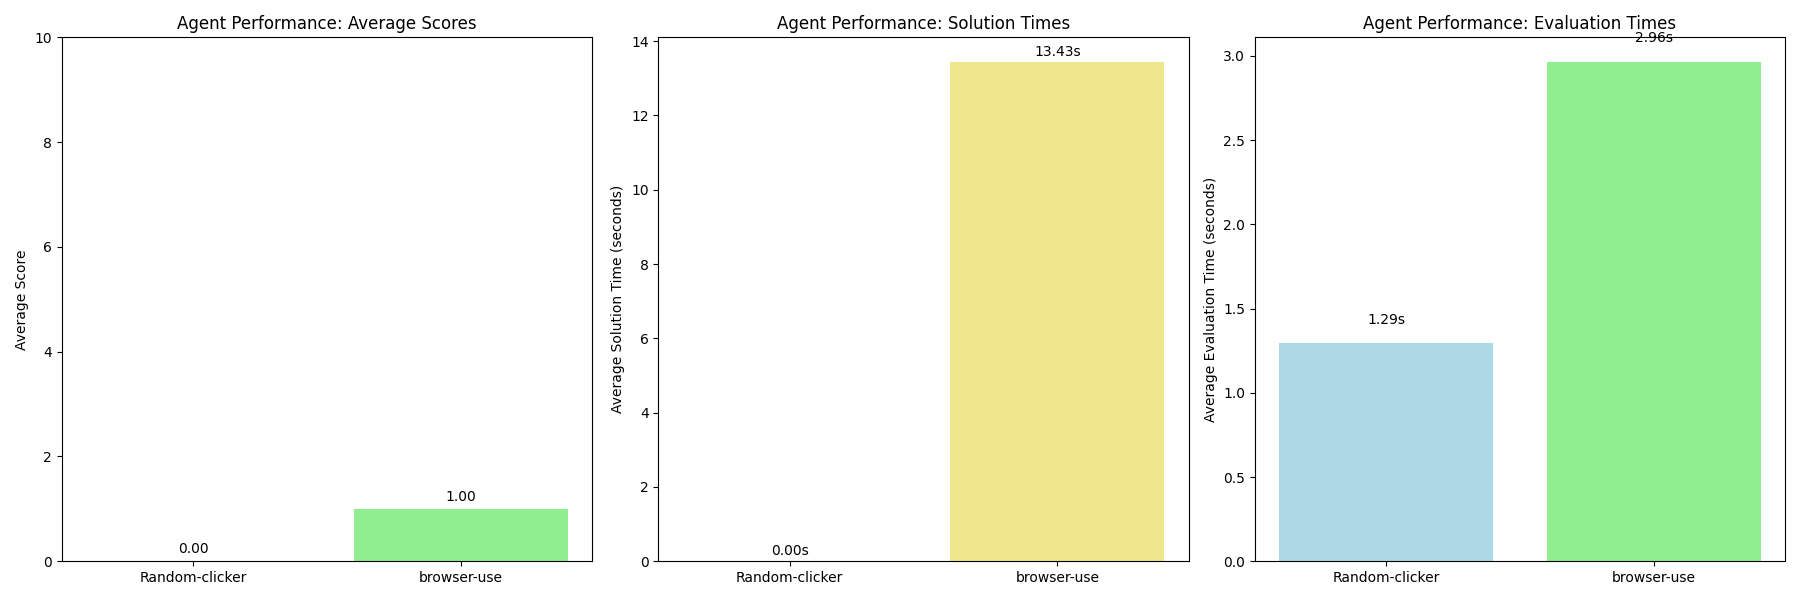 Agent Performance: Average Scores
Average Score
10
8
6
4
2
0
0.00
1.00
Random-clicker
browser-use
Agent Performance: Solution Times
Average Solution Time (seconds)
14
12
10
8
6
4
2
0
0.00s
13.43s
Random-clicker
browser-use
Agent Performance: Evaluation Times
Average Evaluation Time (seconds)
3.0
2.5
2.0
1.5
1.0
0.5
0.0
1.29s
2.96s
Random-clicker
browser-use